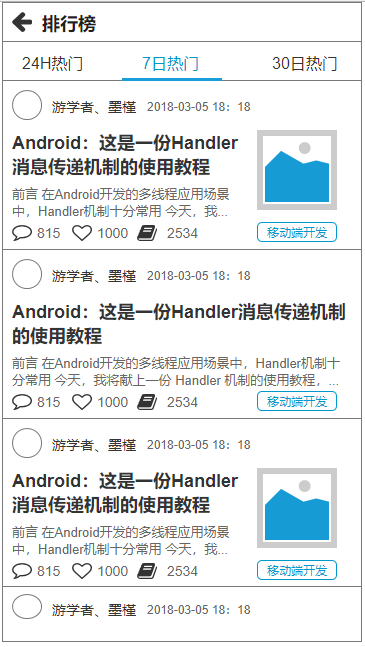 排行榜
24H热门 7日热门 30日热门
游学者、墨槿 2018-03-05 18：18
Android：这是一份Handler
消息传递机制的使用教程
前言 在Android开发的多线程应用场景
中，Handler机制十分常用 今天，我...
815 1000 2534 移动端开发
游学者、墨槿 2018-03-05 18：18
Android：这是一份Handler消息传递机制
的使用教程
前言 在Android开发的多线程应用场景中，Handler机制十
分常用 今天，我将献上一份 Handler 机制的使用教程，...
815 1000 2534 移动端开发
游学者、墨槿 2018-03-05 18：18
Android：这是一份Handler
消息传递机制的使用教程
前言 在Android开发的多线程应用场景
中，Handler机制十分常用 今天，我...
815 1000 2534 移动端开发
游学者、墨槿 2018-03-05 18：18